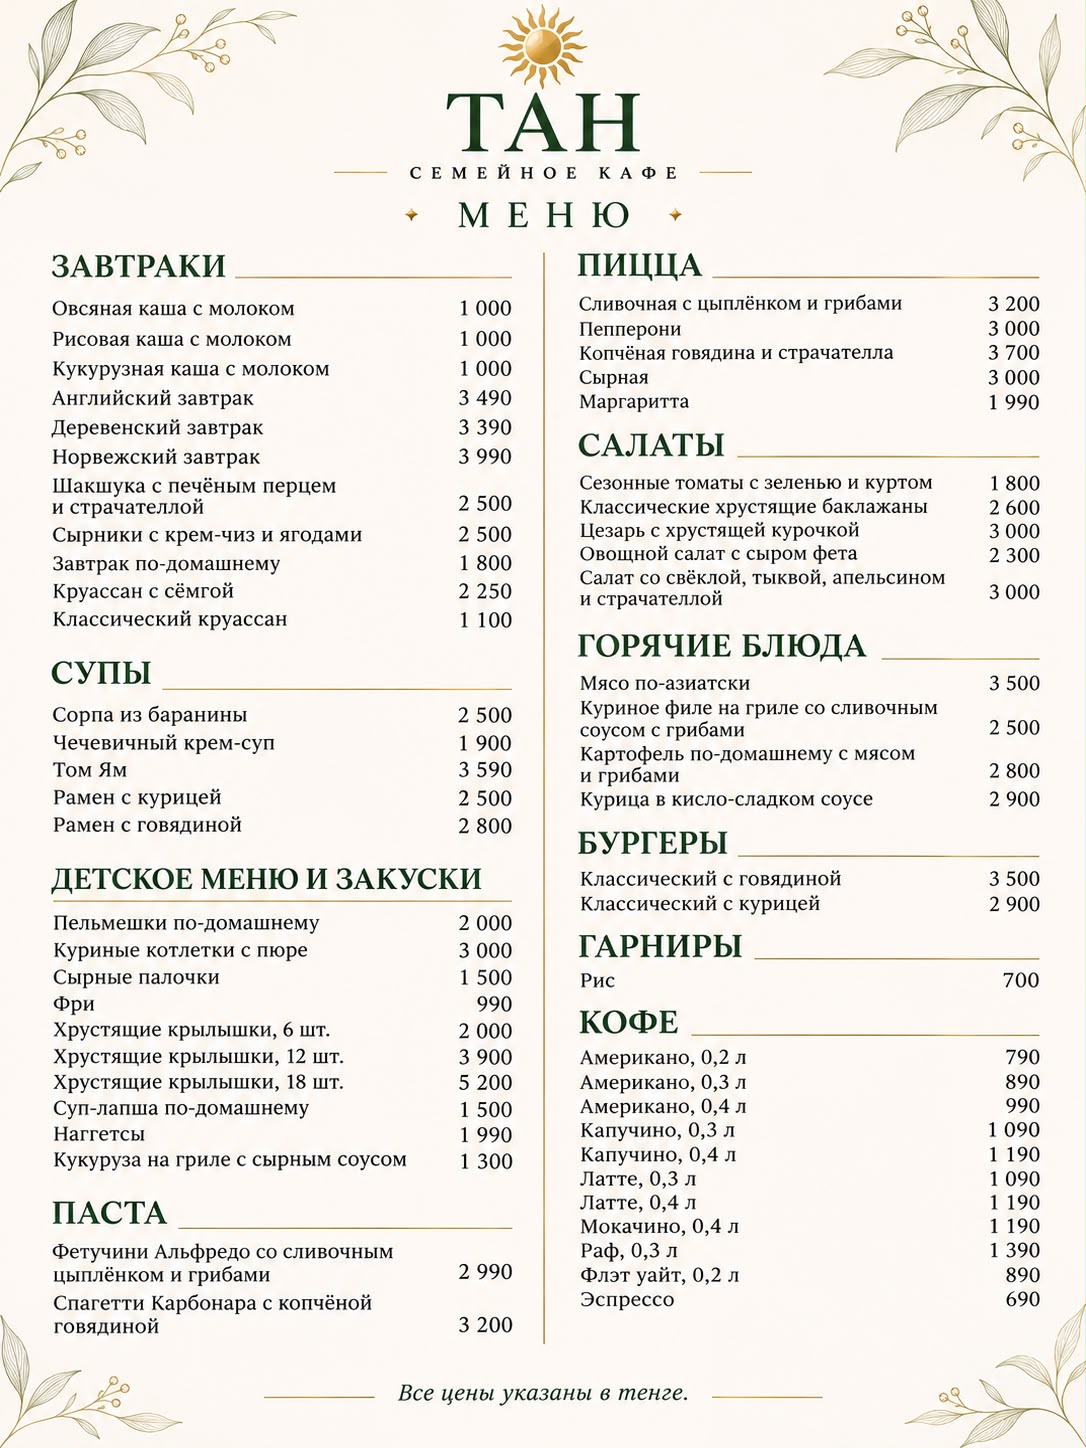 ТАН
СЕМЕЙНОЕ КАФЕ
МЕНЮ
ЗАВТРАКИ
Овсяная каша с молоком 1 000
Рисовая каша с молоком 1 000
Кукурузная каша с молоком 1 000
Английский завтрак 3 490
Деревенский завтрак 3 390
Норвежский завтрак 3 990
Шакшука с печёным перцем
и страчателлой 2 500
Сырники с крем-чиз и ягодами 2 500
Завтрак по-домашнему 1 800
Круассан с сёмгой 2 250
Классический круассан 1 100
СУПЫ
Сорпа из баранины 2 500
Чечевичный крем-суп 1 900
Том Ям 3 590
Рамен с курицей 2 500
Рамен с говядиной 2 800
ДЕТСКОЕ МЕНЮ И ЗАКУСКИ
Пельмешки по-домашнему 2 000
Куриные котлетки с пюре 3 000
Сырные палочки 1 500
Фри 990
Хрустящие крылышки, 6 шт. 2 000
Хрустящие крылышки, 12 шт. 3 900
Хрустящие крылышки, 18 шт. 5 200
Суп-лапша по-домашнему 1 500
Наггетсы 1 990
Кукуруза на гриле с сырным соусом 1 300
ПАСТА
Фетучини Альфредо со сливочным
цыплёнком и грибами 2 990
Спагетти Карбонара с копчёной
говядиной 3 200
ПИЦЦА
Сливочная с цыплёнком и грибами 3 200
Пепперони 3 000
Копчёная говядина и страчателла 3 700
Сырная 3 000
Маргаритта 1 990
САЛАТЫ
Сезонные томаты с зеленью и куртом 1 800
Классические хрустящие баклажаны 2 600
Цезарь с хрустящей курочкой 3 000
Овощной салат с сыром фета 2 300
Салат со свёклой, тыквой, апельсином
и страчателлой 3 000
ГОРЯЧИЕ БЛЮДА
Мясо по-азиатски 3 500
Куриное филе на гриле со сливочным
соусом с грибами 2 500
Картофель по-домашнему с мясом
и грибами 2 800
Курица в кисло-сладком соусе 2 900
БУРГЕРЫ
Классический с говядиной 3 500
Классический с курицей 2 900
ГАРНИРЫ
Рис 700
КОФЕ
Американо, 0,2 л 790
Американо, 0,3 л 890
Американо, 0,4 л 990
Капучино, 0,3 л 1 090
Капучино, 0,4 л 1 190
Латте, 0,3 л 1 090
Латте, 0,4 л 1 190
Мокачино, 0,4 л 1 190
Раф, 0,3 л 1 390
Флэт уайт, 0,2 л 890
Эспрессо 690
Все цены указаны в тенге.